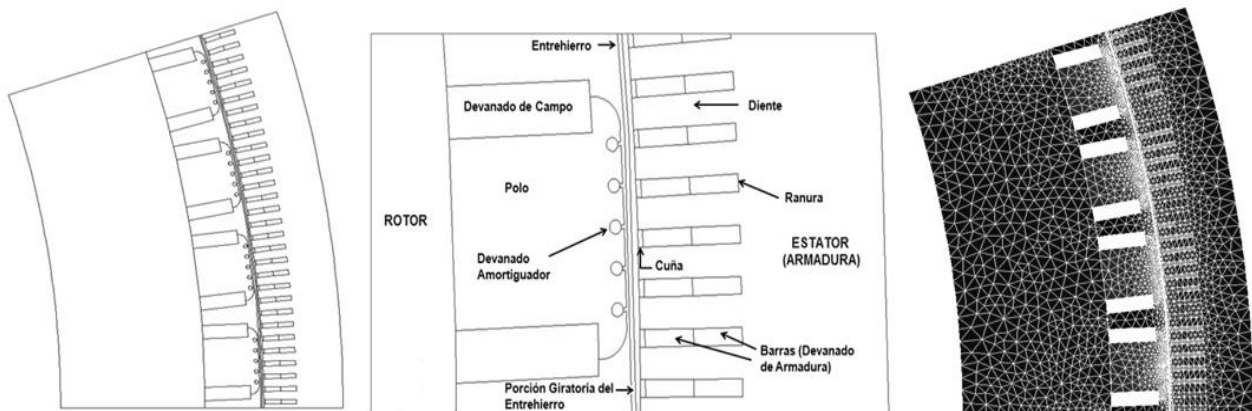 Entrehierro
Devanado de Campo
Diente
Polo
Ranura
ROTOR
ESTATOR
(ARMADURA)
Devanado
Amortiguador
Cuña
Barras (Devanado
de Armadura)
Porción Giratoria del
Entrehierro